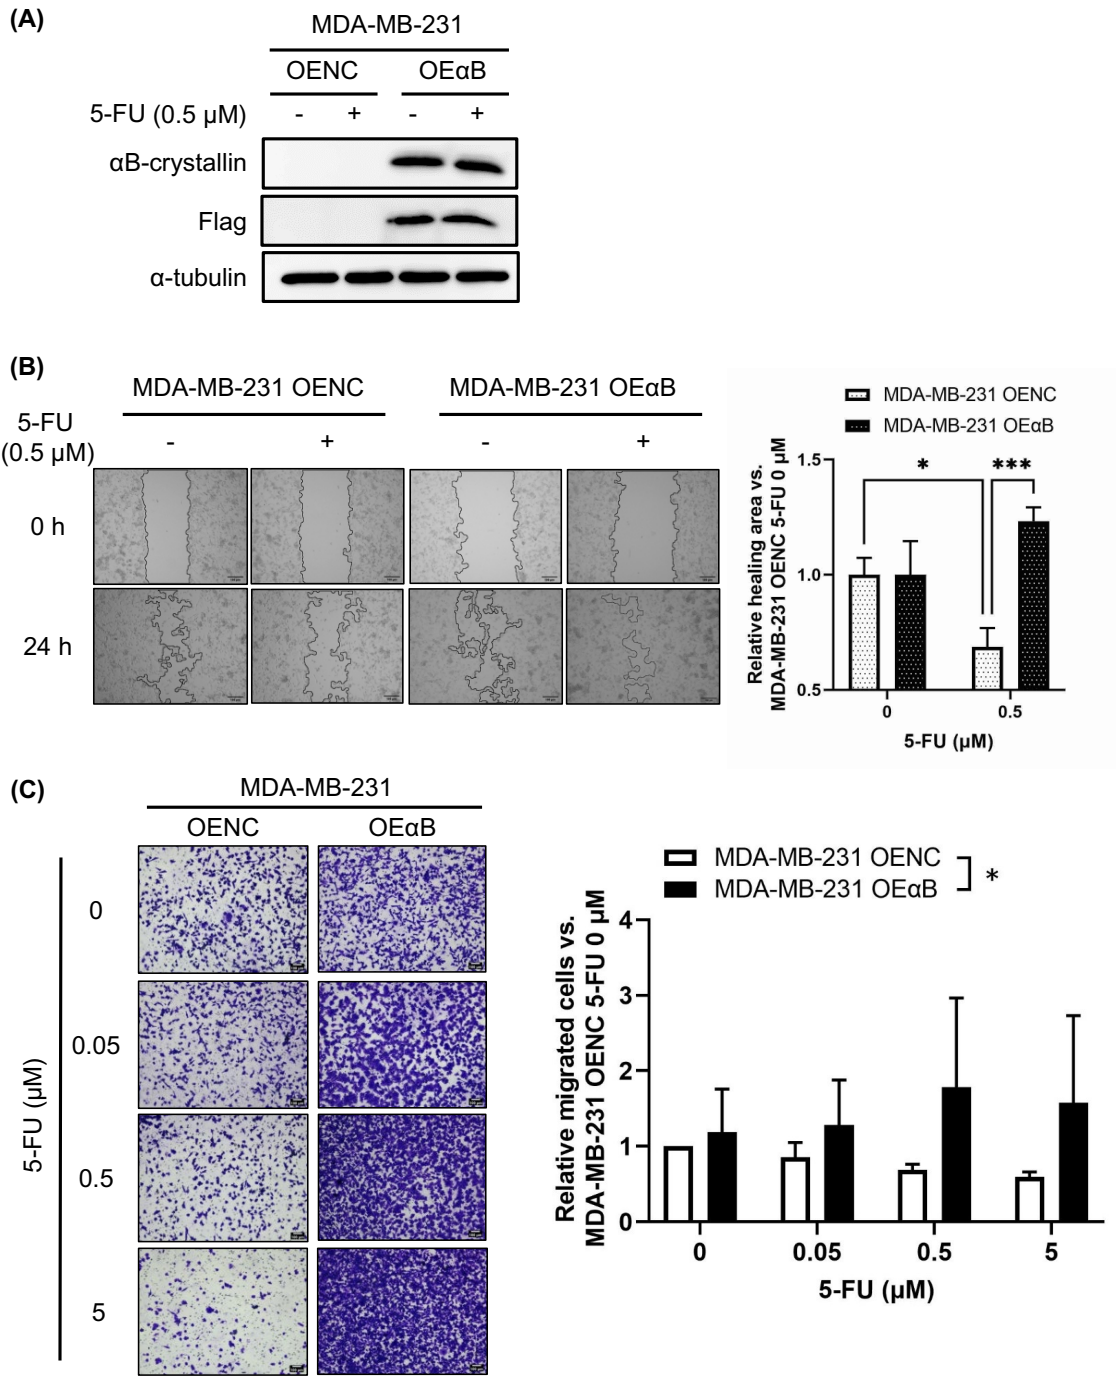 (A)
MDA-MB-231
OENC OEαB
5-FU (0.5 μM) - + - +
αB-crystallin
Flag
α-tubulin
(B)
MDA-MB-231 OENC MDA-MB-231 OEαB
5-FU
(0.5 μM) - + - +
0 h
24 h
MDA-MB-231 OENC
MDA-MB-231 OEαB
Relative healing area vs.
MDA-MB-231 OENC 5-FU 0 μM
* ***
1.5
1.0
0.5
0 0.5
5-FU (μM)
(C)
MDA-MB-231
OENC OEαB
5-FU (μM)
0
0.05
0.5
5
MDA-MB-231 OENC
MDA-MB-231 OEαB
*
Relative migrated cells vs.
MDA-MB-231 OENC 5-FU 0 μM
4
3
2
1
0
0 0.05 0.5 5
5-FU (μM)